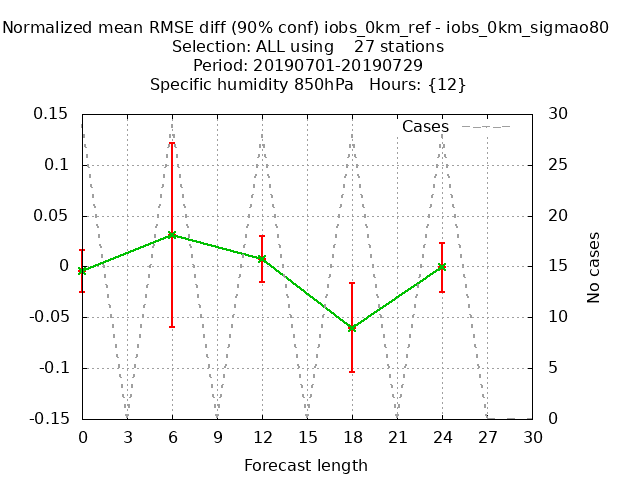 Normalized mean RMSE diff (90% conf) iobs_0km_ref - iobs_0km_sigmao80
Selection: ALL using    27 stations
Period: 20190701-20190729
Specific humidity 850hPa   Hours: {12}
Cases
0.15
0.1
0.05
0
-0.05
-0.1
-0.15
30
25
20
15
10
5
0
No cases
0 3 6 9 12 15 18 21 24 27 30
Forecast length